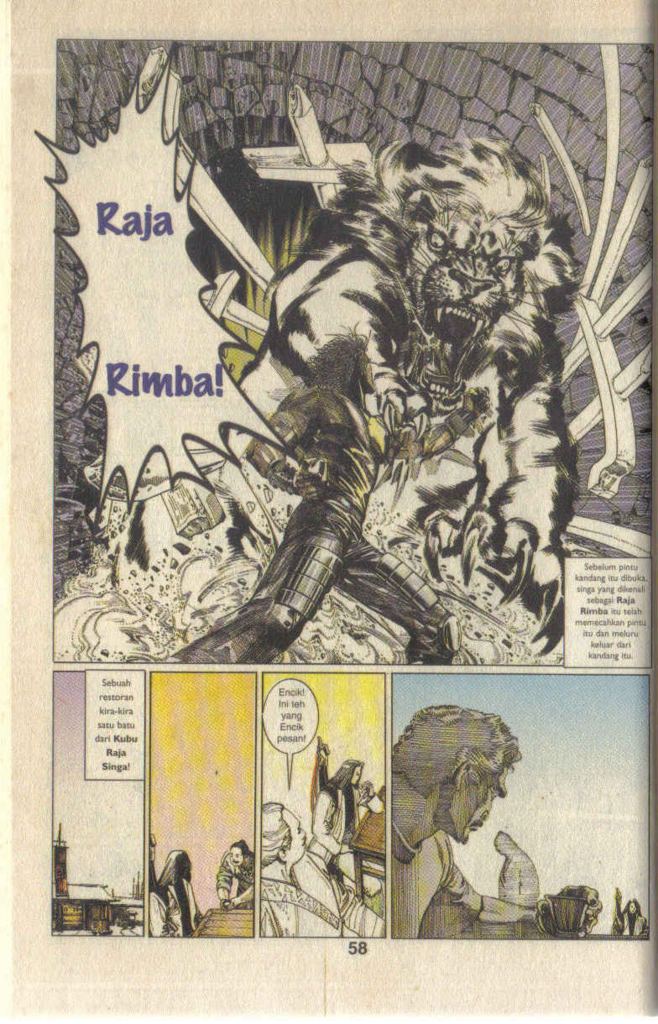 Raja
Rimba!
Sebelum pintu
kandang itu dibuka,
singa yang dikenali
sebagai Raja
Rimba itu telah
memecahkan pintu
itu dan meluru
keluar dari
kandang itu.
Sebuah
restoran
kira-kira
satu batu
dari Kubu
Raja
Singa!
Encik!
Ini teh
yang
Encik
pesan!
58